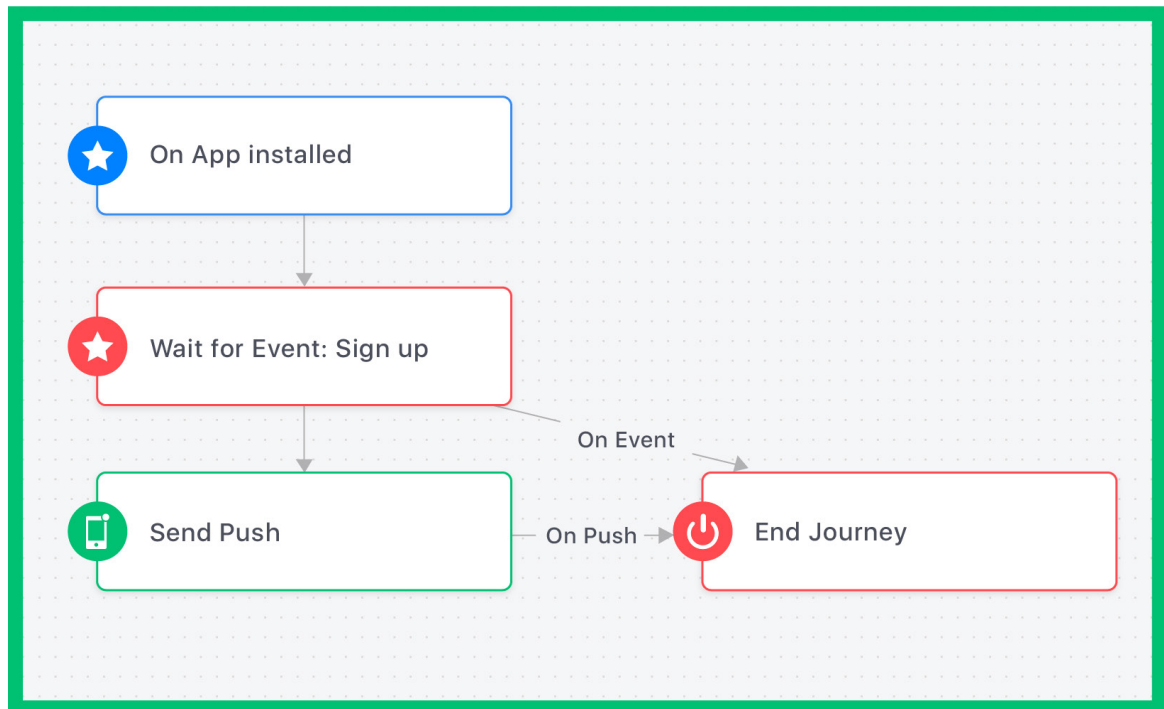 On App installed
Wait for Event: Sign up
On Event
Send Push
On Push
End Journey